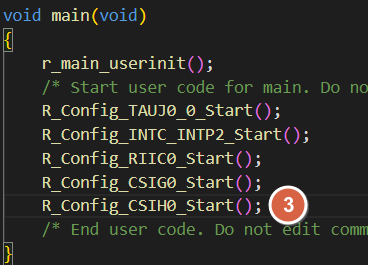 void main(void)
{
r_main_userinit();
/* Start user code for main. Do no
R_Config_TAUJ0_0_Start();
R_Config_INTC_INTP2_Start();
R_Config_RIIC0_Start();
R_Config_CSIG0_Start();
R_Config_CSIH0_Start(); 3
/* End user code. Do not edit comm
}